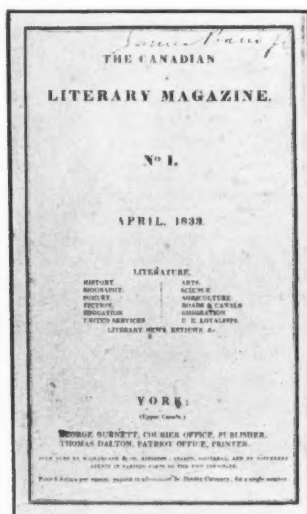 THE CANADIAN
LITERARY MAGAZINE.
No I.
APRIL, 1833
LITERATURE.
HISTORY ARTS
BIOGRAPHY SCIENCE
POETRY AGRICULTURE
FICTION ROADS & CANALS
EDUCATION EMIGRATION
UNITED SERVICES U. E. LOYALISTS
LITERARY NEWS, REVIEWS, &c.
YORK:
(Upper Canada.)
GEORGE GURNETT, COURIER OFFICE, PUBLISHER.
THOMAS DALTON, PATRIOT OFFICE, PRINTER.